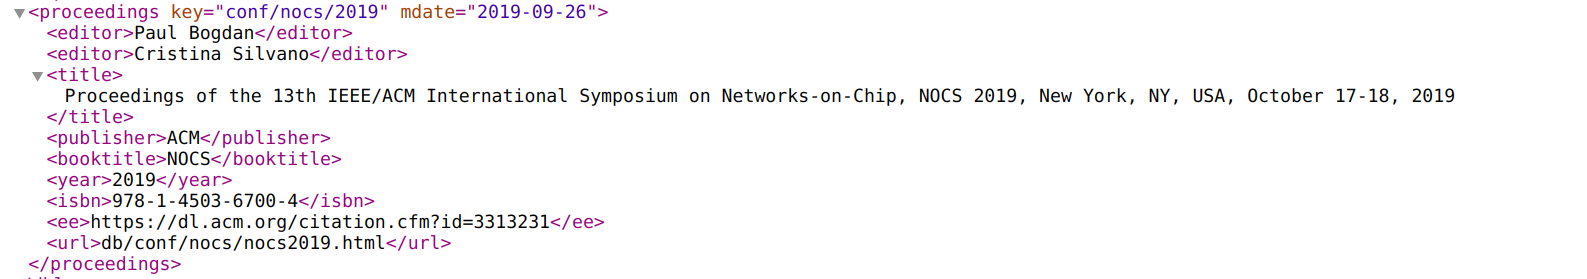 <proceedings key="conf/nocs/2019" mdate="2019-09-26">
<editor>Paul Bogdan</editor>
<editor>Cristina Silvano</editor>
<title>
Proceedings of the 13th IEEE/ACM International Symposium on Networks-on-Chip, NOCS 2019, New York, NY, USA, October 17-18, 2019
</title>
<publisher>ACM</publisher>
<booktitle>NOCS</booktitle>
<year>2019</year>
<isbn>978-1-4503-6700-4</isbn>
<ee>https://dl.acm.org/citation.cfm?id=3313231</ee>
<url>db/conf/nocs/nocs2019.html</url>
</proceedings>